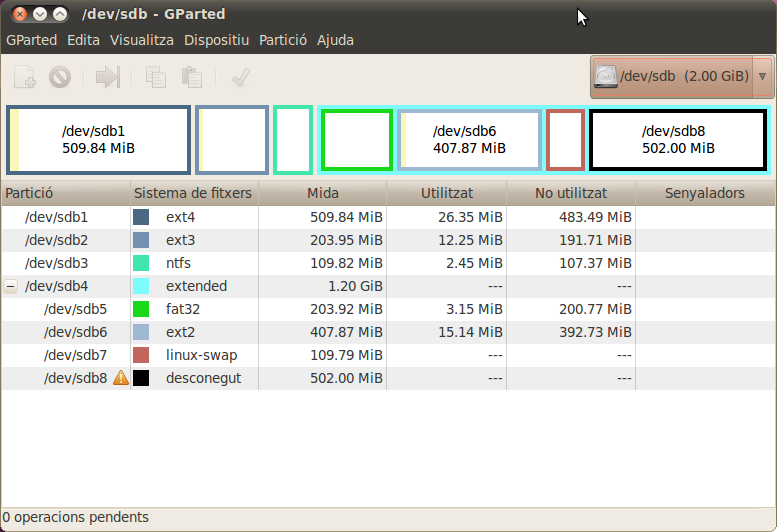 /dev/sdb - GParted
GParted Edita Visualitza Dispositiu Partició Ajuda
/dev/sdb (2.00 GiB)
/dev/sdb1
509.84 MiB
/dev/sdb6
407.87 MiB
/dev/sdb8
502.00 MiB
Partició Sistema de fitxers Mida Utilitzat No utilitzat Senyaladors
/dev/sdb1 ext4 509.84 MiB 26.35 MiB 483.49 MiB
/dev/sdb2 ext3 203.95 MiB 12.25 MiB 191.71 MiB
/dev/sdb3 ntfs 109.82 MiB 2.45 MiB 107.37 MiB
/dev/sdb4 extended 1.20 GiB --- ---
/dev/sdb5 fat32 203.92 MiB 3.15 MiB 200.77 MiB
/dev/sdb6 ext2 407.87 MiB 15.14 MiB 392.73 MiB
/dev/sdb7 linux-swap 109.79 MiB --- ---
/dev/sdb8 desconegut 502.00 MiB --- ---
0 operacions pendents